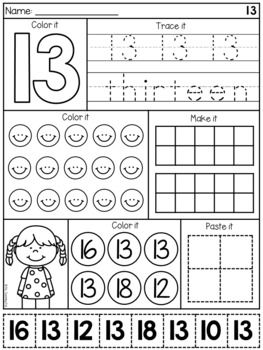 Name: 13
Color it Trace it
13 13 13 13
thirteen
Color it Make it
Color it Paste it
16 13 13
13 18 12
16 13 12 13 18 13 10 13